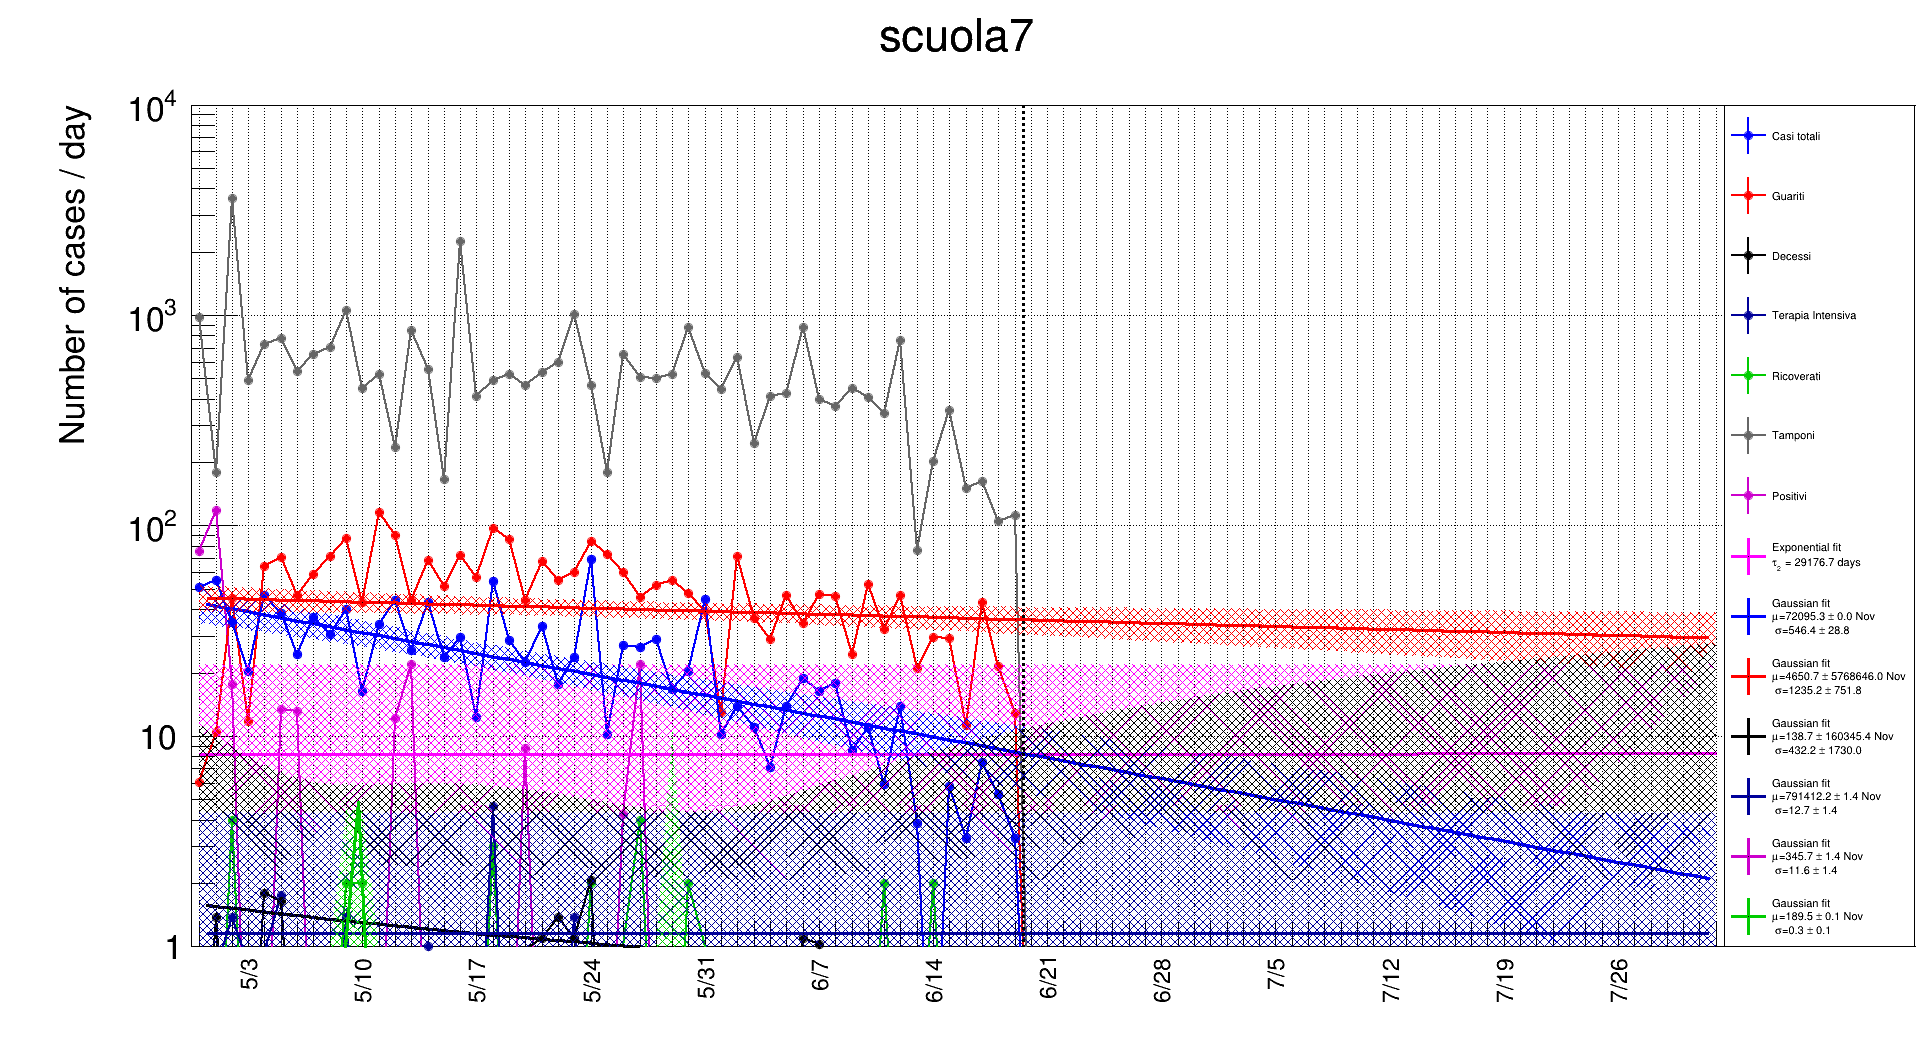 scuola7
Number of cases / day
10^4
10^3
10^2
10
1
5/3
5/10
5/17
5/24
5/31
6/7
6/14
6/21
6/28
7/5
7/12
7/19
7/26
Casi totali
Guariti
Decessi
Terapia Intensiva
Ricoverati
Tamponi
Positivi
Exponential fit
τ₂ = 29176.7 days
Gaussian fit
μ=72095.3 ± 0.0 Nov
σ=546.4 ± 28.8
Gaussian fit
μ=4650.7 ± 5768646.0 Nov
σ=1235.2 ± 751.8
Gaussian fit
μ=138.7 ± 160345.4 Nov
σ=432.2 ± 1730.0
Gaussian fit
μ=791412.2 ± 1.4 Nov
σ=12.7 ± 1.4
Gaussian fit
μ=345.7 ± 1.4 Nov
σ=11.6 ± 1.4
Gaussian fit
μ=189.5 ± 0.1 Nov
σ=0.3 ± 0.1